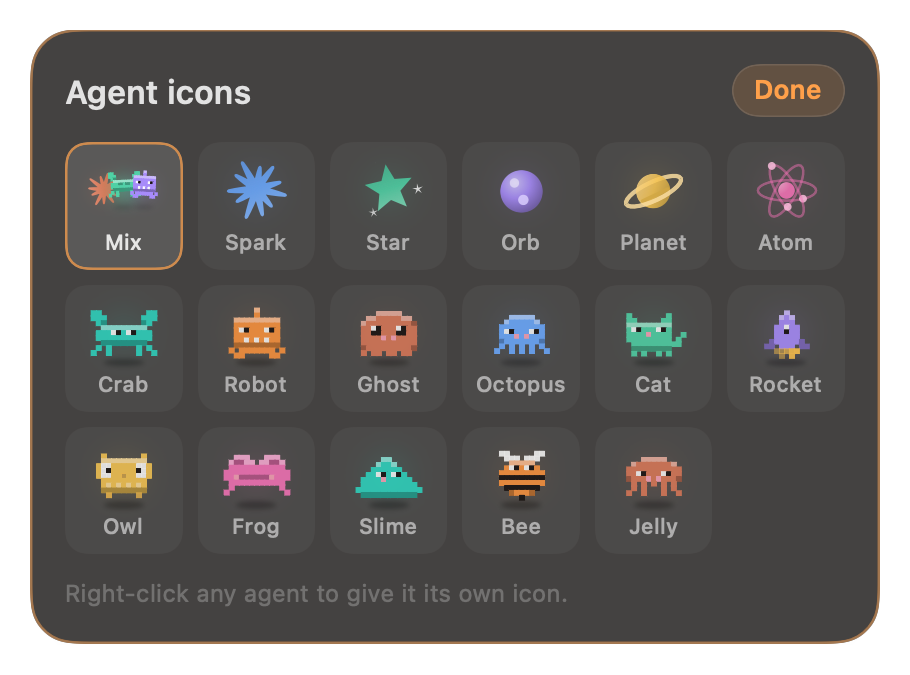 Agent icons
Done
Mix
Spark
Star
Orb
Planet
Atom
Crab
Robot
Ghost
Octopus
Cat
Rocket
Owl
Frog
Slime
Bee
Jelly
Right-click any agent to give it its own icon.